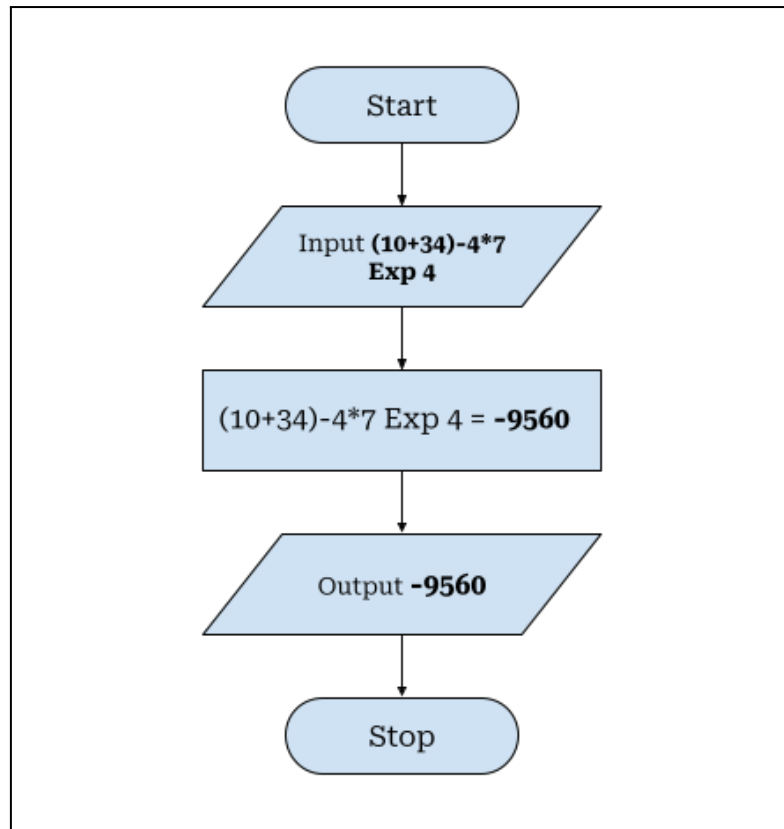 Start
Input (10+34)-4*7
Exp 4
(10+34)-4*7 Exp 4 = -9560
Output -9560
Stop